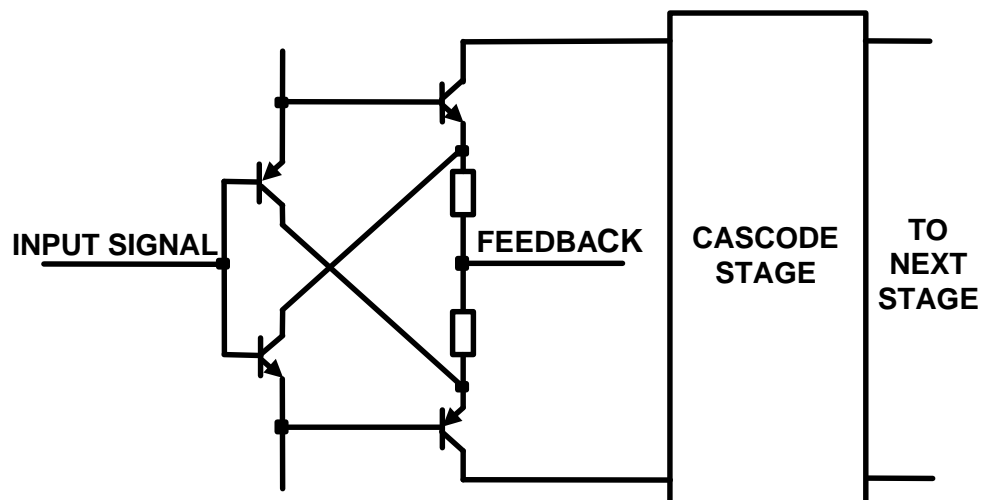 INPUT SIGNAL
FEEDBACK
CASCODE
STAGE
TO
NEXT
STAGE